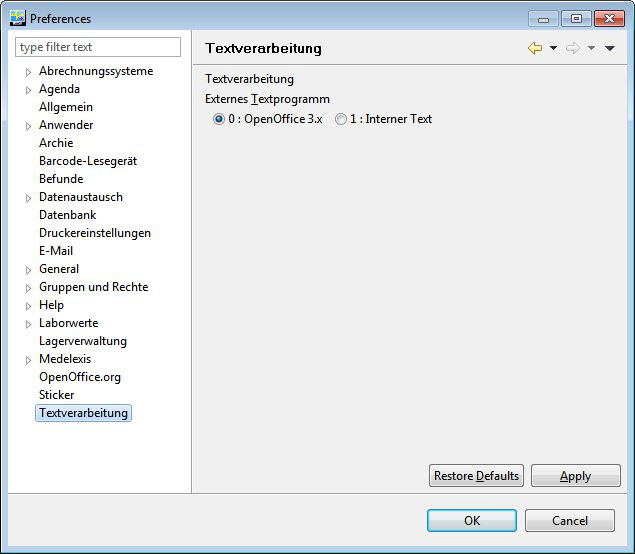 Preferences
type filter text
Abrechnungssysteme
Agenda
Allgemein
Anwender
Archie
Barcode-Lesegerät
Befunde
Datenaustausch
Datenbank
Druckereinstellungen
E-Mail
General
Gruppen und Rechte
Help
Laborwerte
Lagerverwaltung
Medelexis
OpenOffice.org
Sticker
Textverarbeitung
Textverarbeitung
Textverarbeitung
Externes Textprogramm
0 : OpenOffice 3.x 1 : Interner Text
Restore Defaults Apply
OK Cancel